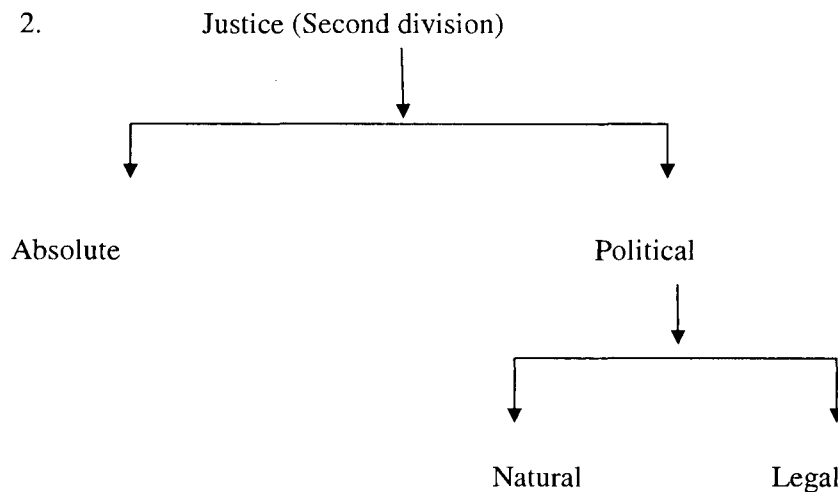 2. Justice (Second division)
Absolute Political
Natural Legal